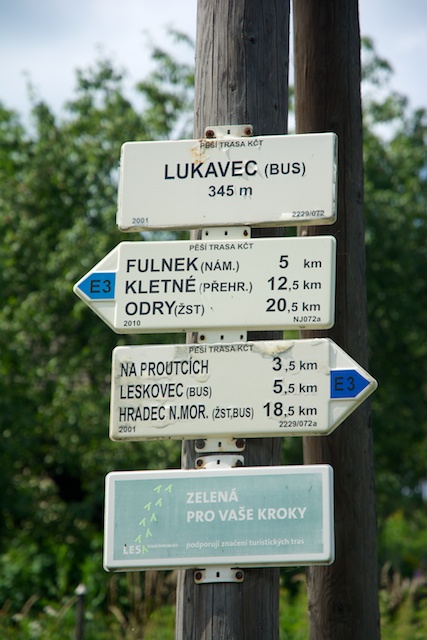 PĚŠÍ TRASA KČT
LUKAVEC (BUS)
345 m
2001 2229/072
PĚŠÍ TRASA KČT
E3
FULNEK (NÁM.) 5 km
KLETNÉ (PŘEHR.) 12,5 km
ODRY (ŽST) 20,5 km
2010 NJ072a
PĚŠÍ TRASA KČT
NA PROUTCÍCH 3,5 km
LESKOVEC (BUS) 5,5 km
HRADEC N.MOR. (ŽST,BUS) 18,5 km
E3
2001 2229/072a
ZELENÁ
PRO VAŠE KROKY
podporují značení turistických tras